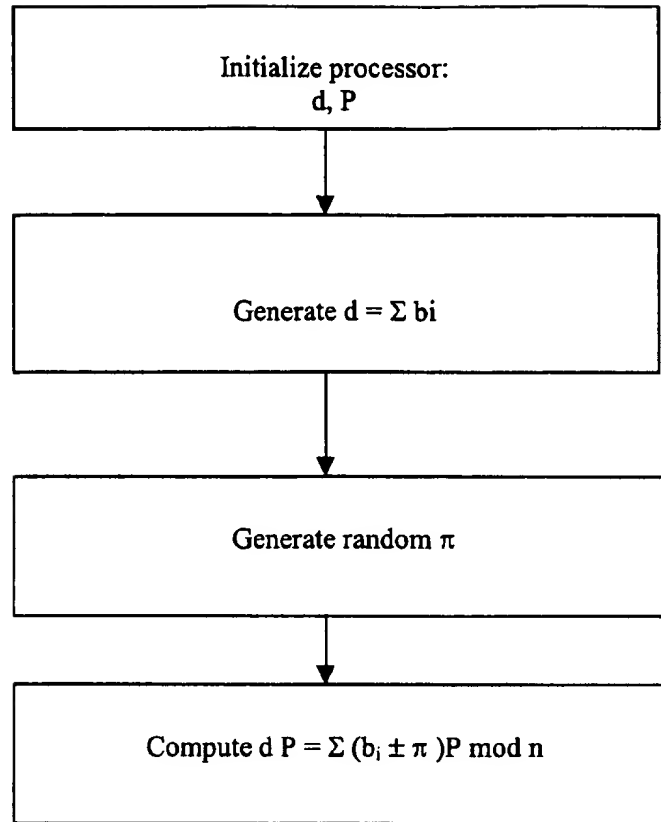 Initialize processor:
d, P
Generate d = Σ bi
Generate random π
Compute d P = Σ (bᵢ ± π )P mod n